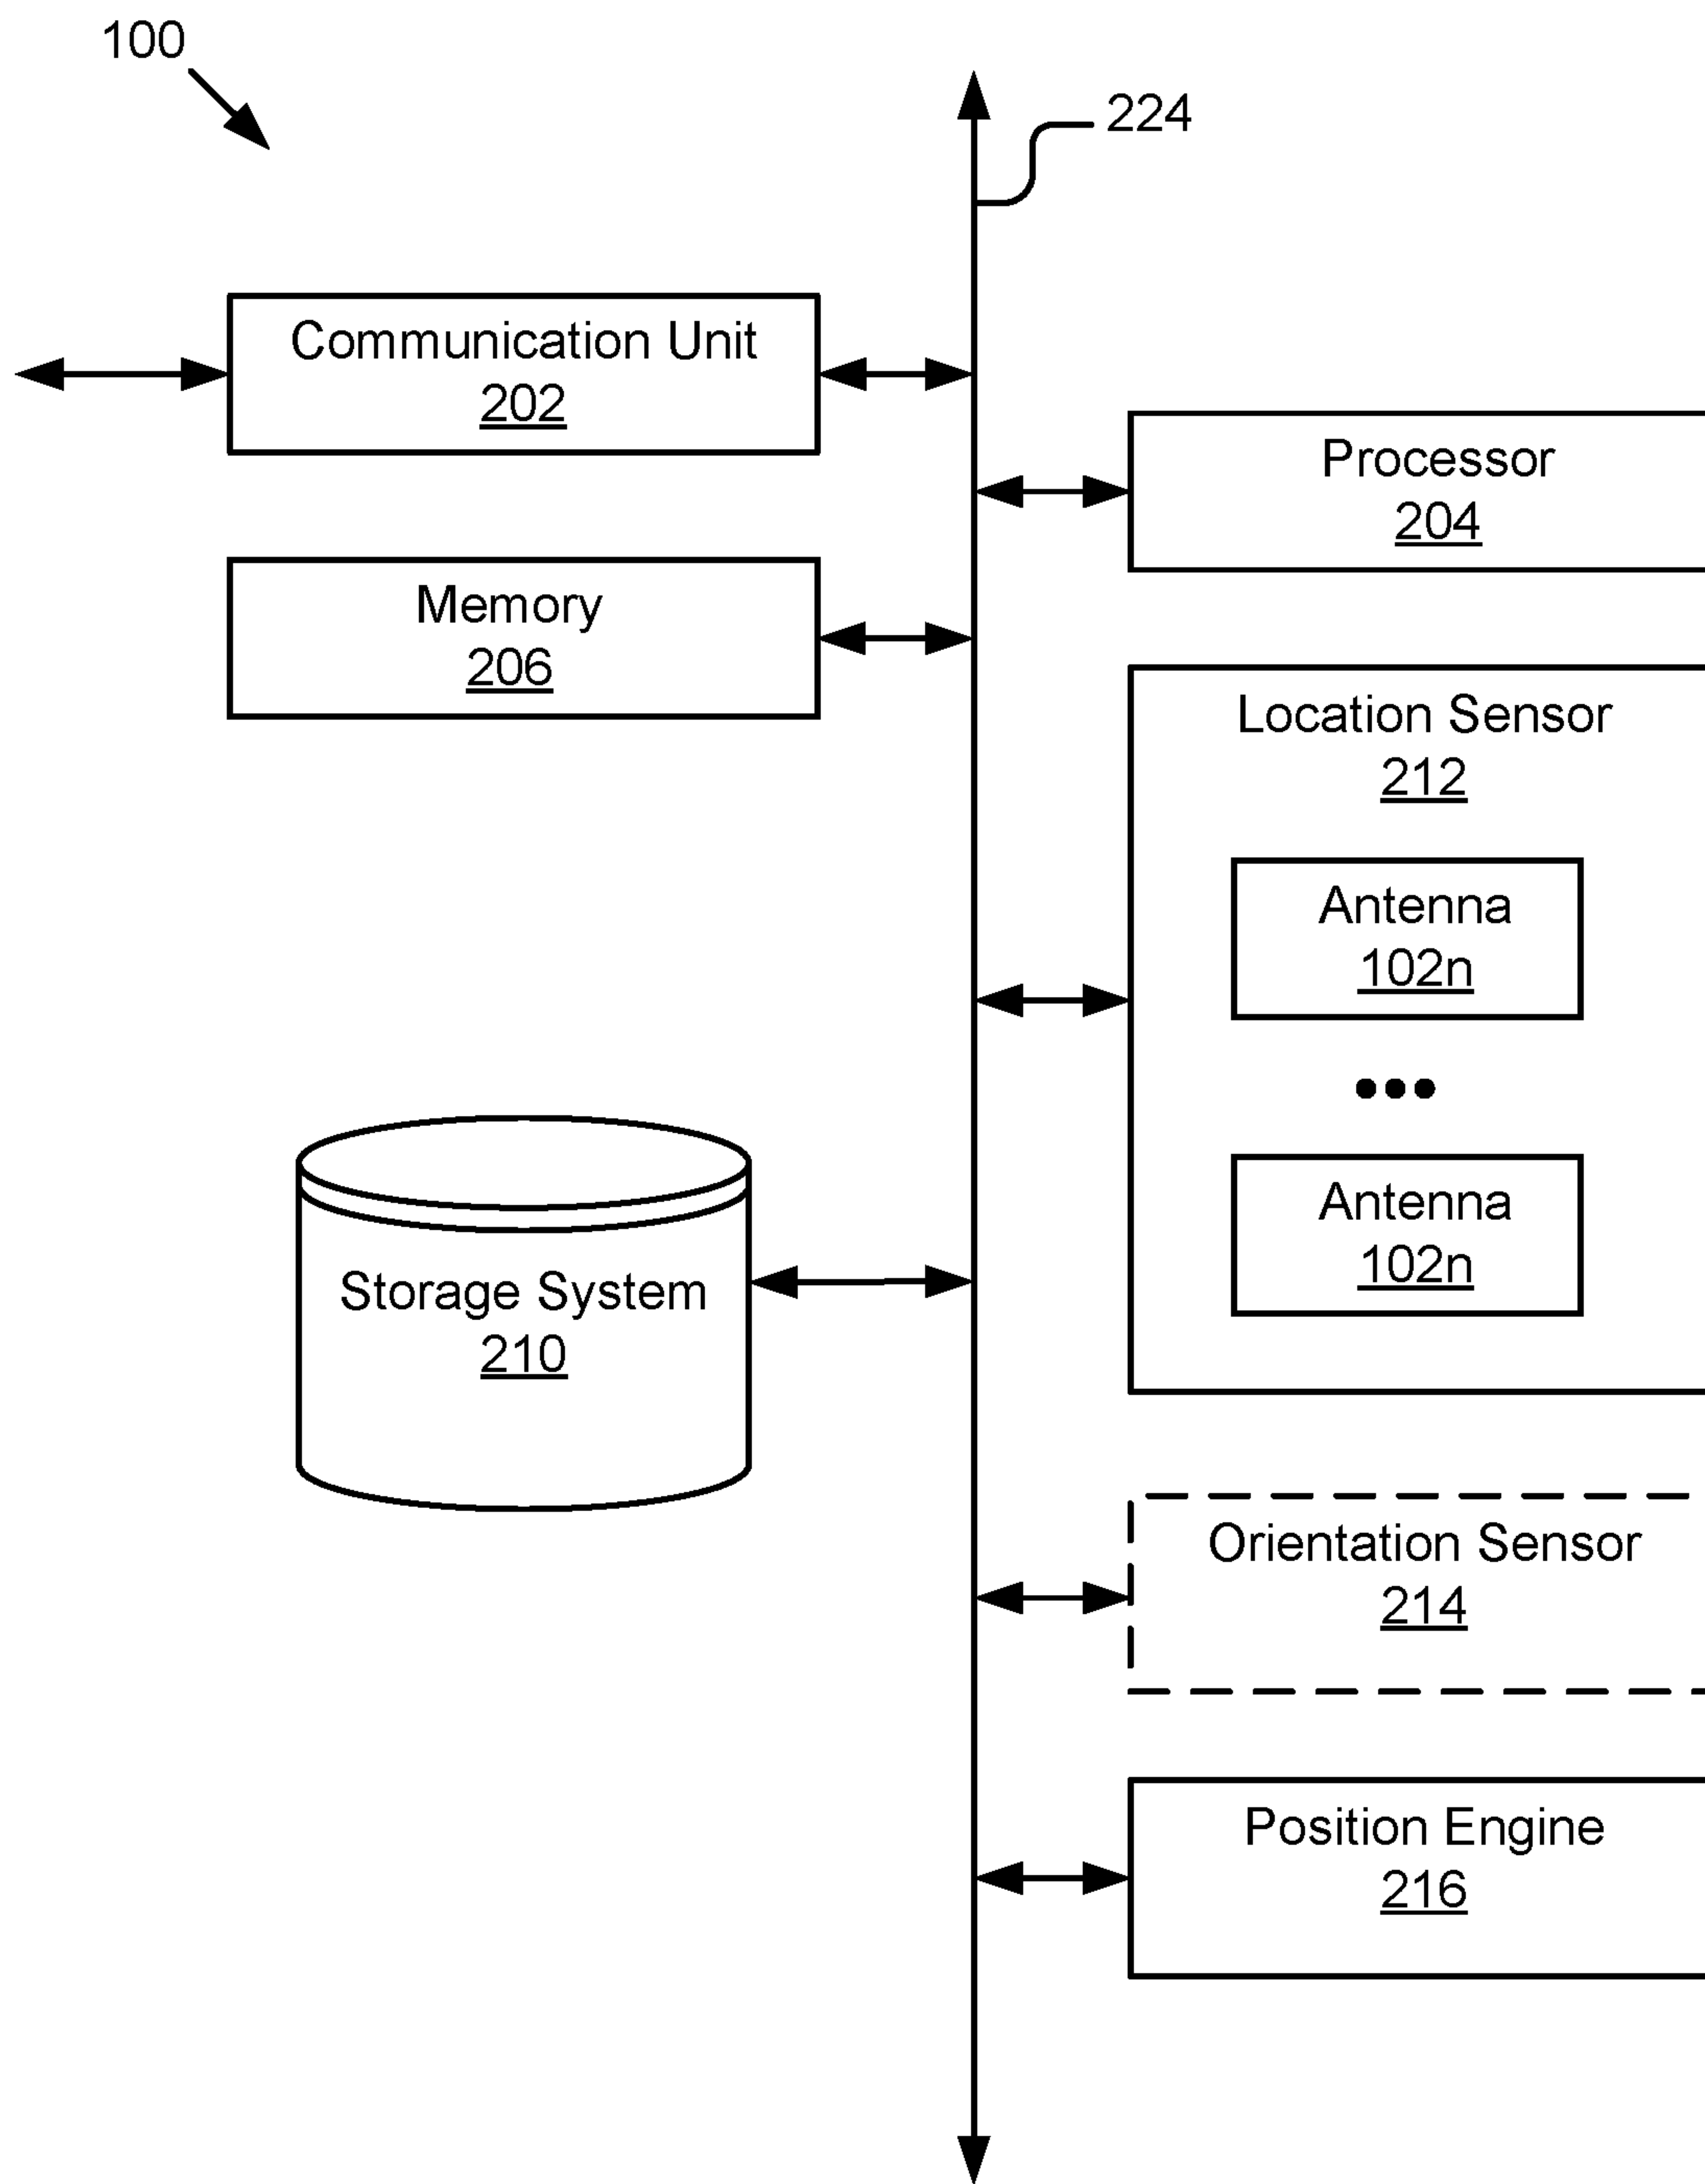 100
224
Communication Unit
202
Processor
204
Memory
206
Location Sensor
212
Antenna
102n
•••
Antenna
102n
Storage System
210
Orientation Sensor
214
Position Engine
216